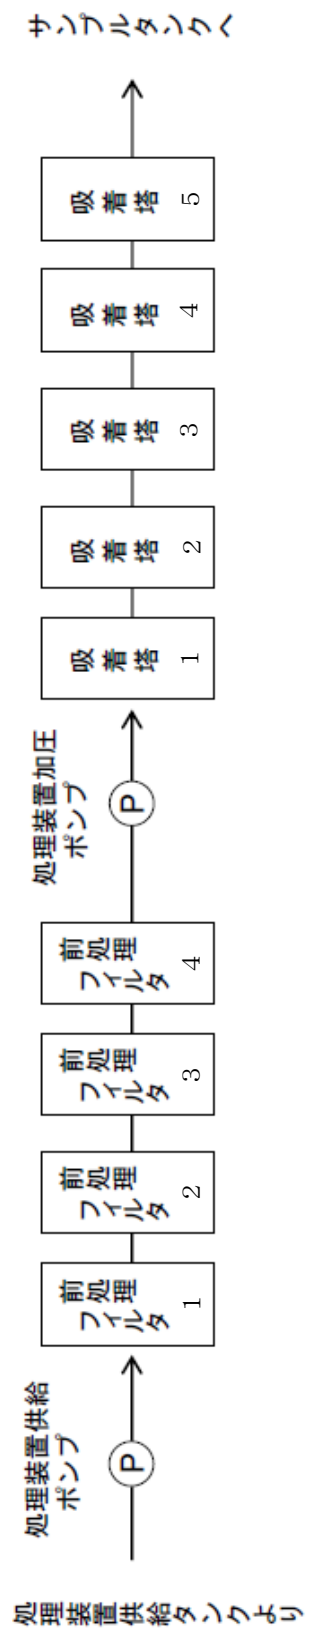 処理装置供給タンクより
処理装置供給
ポンプ
P
前処理
フィルタ
1
前処理
フィルタ
2
前処理
フィルタ
3
前処理
フィルタ
4
処理装置加圧
ポンプ
P
吸着塔
1
吸着塔
2
吸着塔
3
吸着塔
4
吸着塔
5
サンプルタンクへ